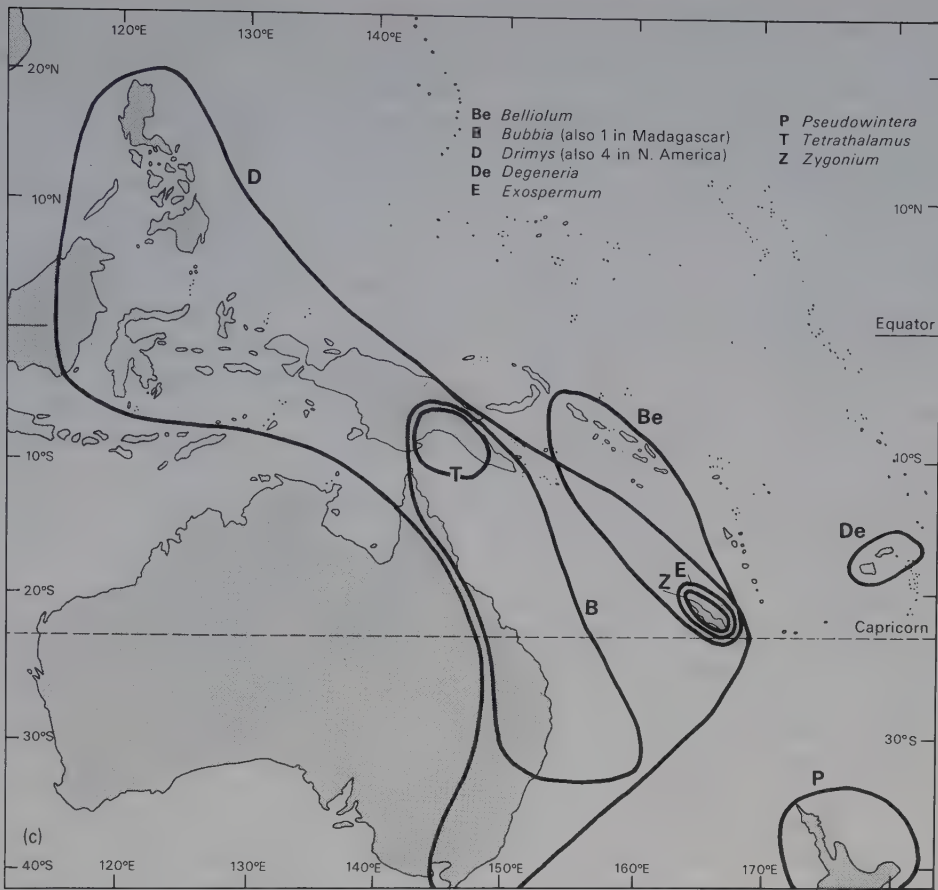 120°E 130°E 140°E
20°N
Be Belliolum
B Bubbia (also 1 in Madagascar)
D Drimys (also 4 in N. America)
De Degeneria
E Exospermum
P Pseudowintera
T Tetrathalamus
Z Zygonium
D
10°N 10°N
Equator
Be
10°S 10°S
T
De
E
Z
20°S
B
Capricorn
30°S 30°S
P
(c)
40°S 120°E 130°E 140°E 150°E 160°E 170°E